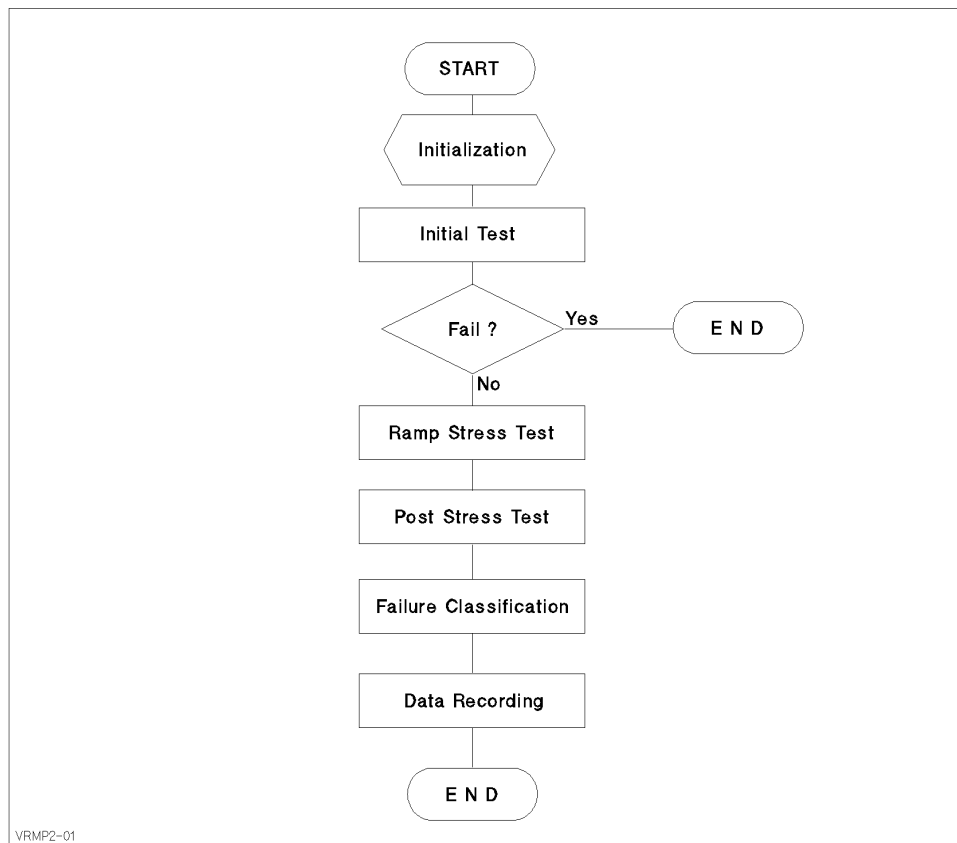 START
Initialization
Initial Test
Fail ?
Yes
E N D
No
Ramp Stress Test
Post Stress Test
Failure Classification
Data Recording
E N D
VRMP2-01